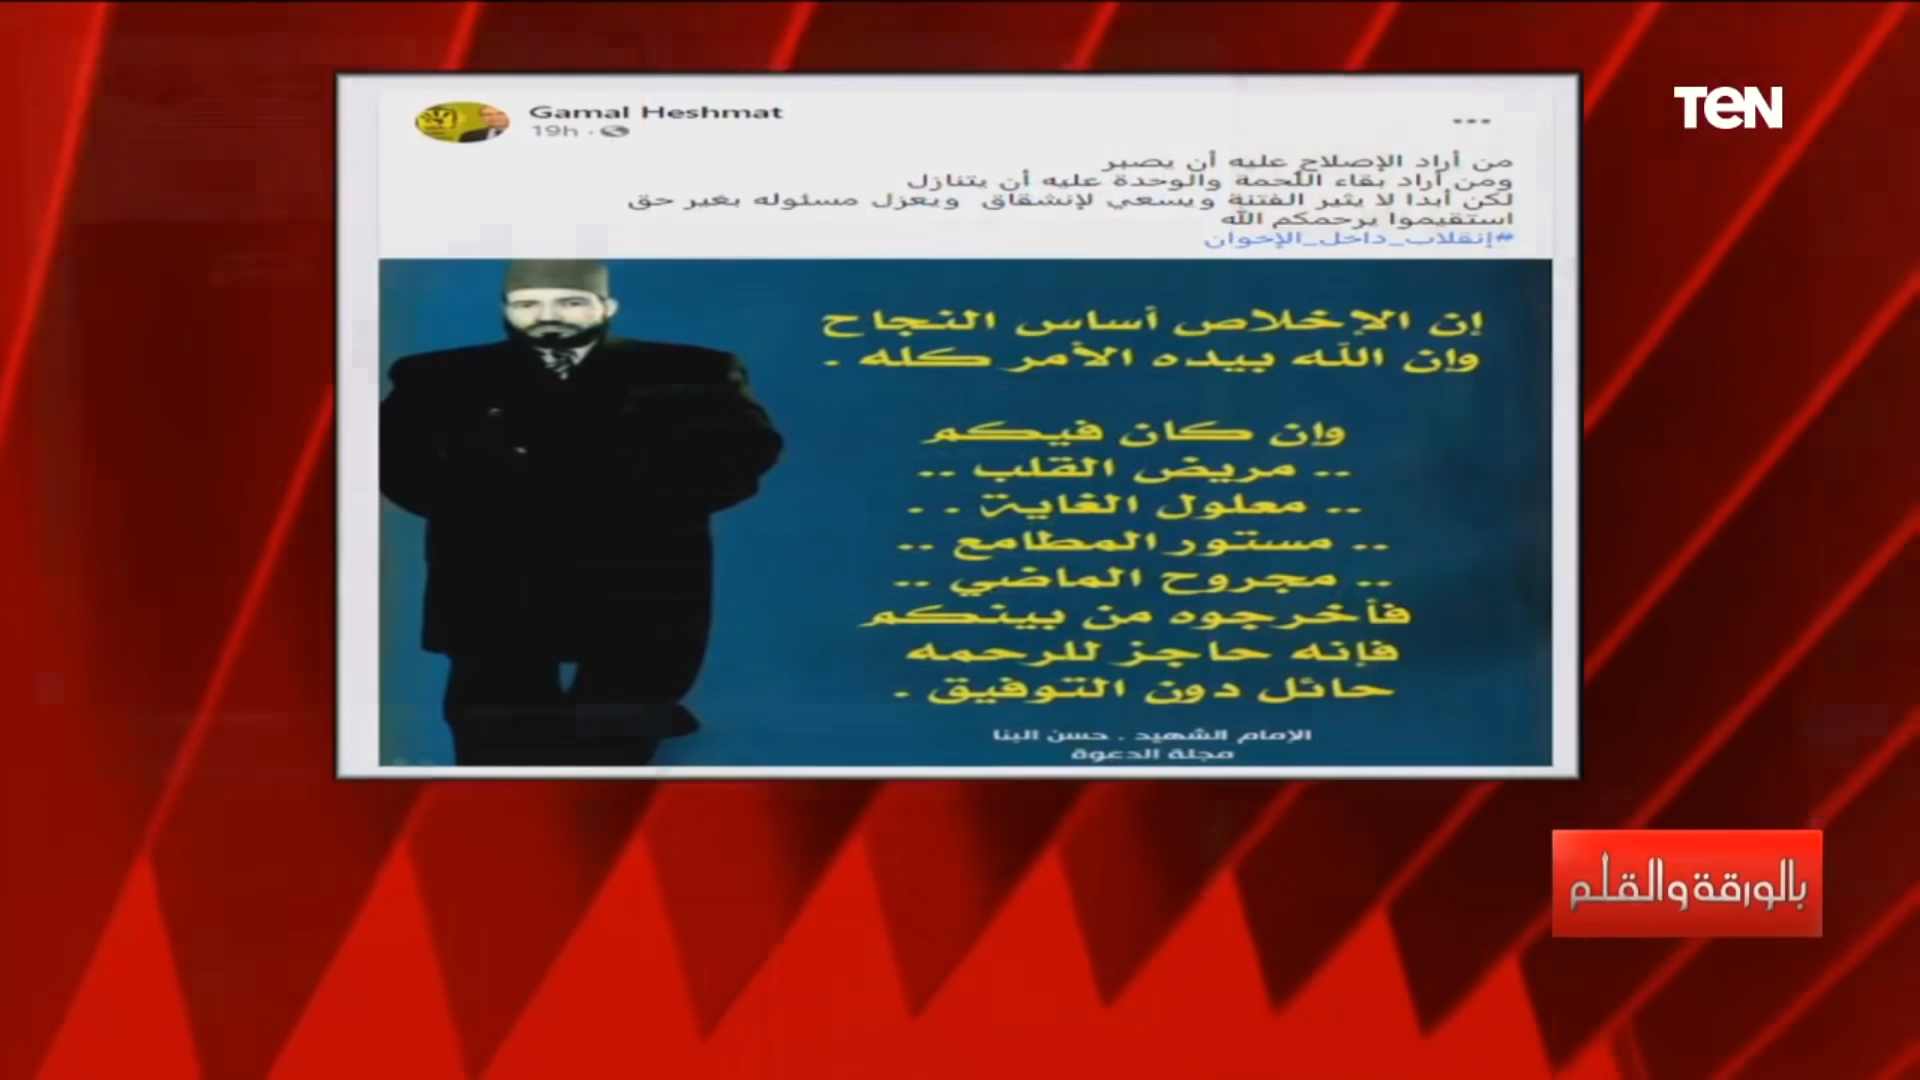 TeN
Gamal Heshmat
19h
من أراد الإصلاح عليه أن يصبر
ومن أراد بقاء اللحمة والوحدة عليه أن يتنازل
لكن أبدا لا يثير الفتنة ويسعي لإنشقاق ويعزل مسئوله بغير حق
استقيموا يرحمكم الله
#إنقلاب_داخل_الإخوان
إن الإخلاص أساس النجاح
وإن الله بيده الأمر كله .
وإن كان فيكم
.. مريض القلب ..
.. معلول الغاية . .
.. مستور المطامع ..
.. مجروح الماضي ..
فأخرجوه من بينكم
فإنه حاجز للرحمه
حائل دون التوفيق .
الإمام الشهيد . حسن البنا
مجلة الدعوة
بالورقة والقلم